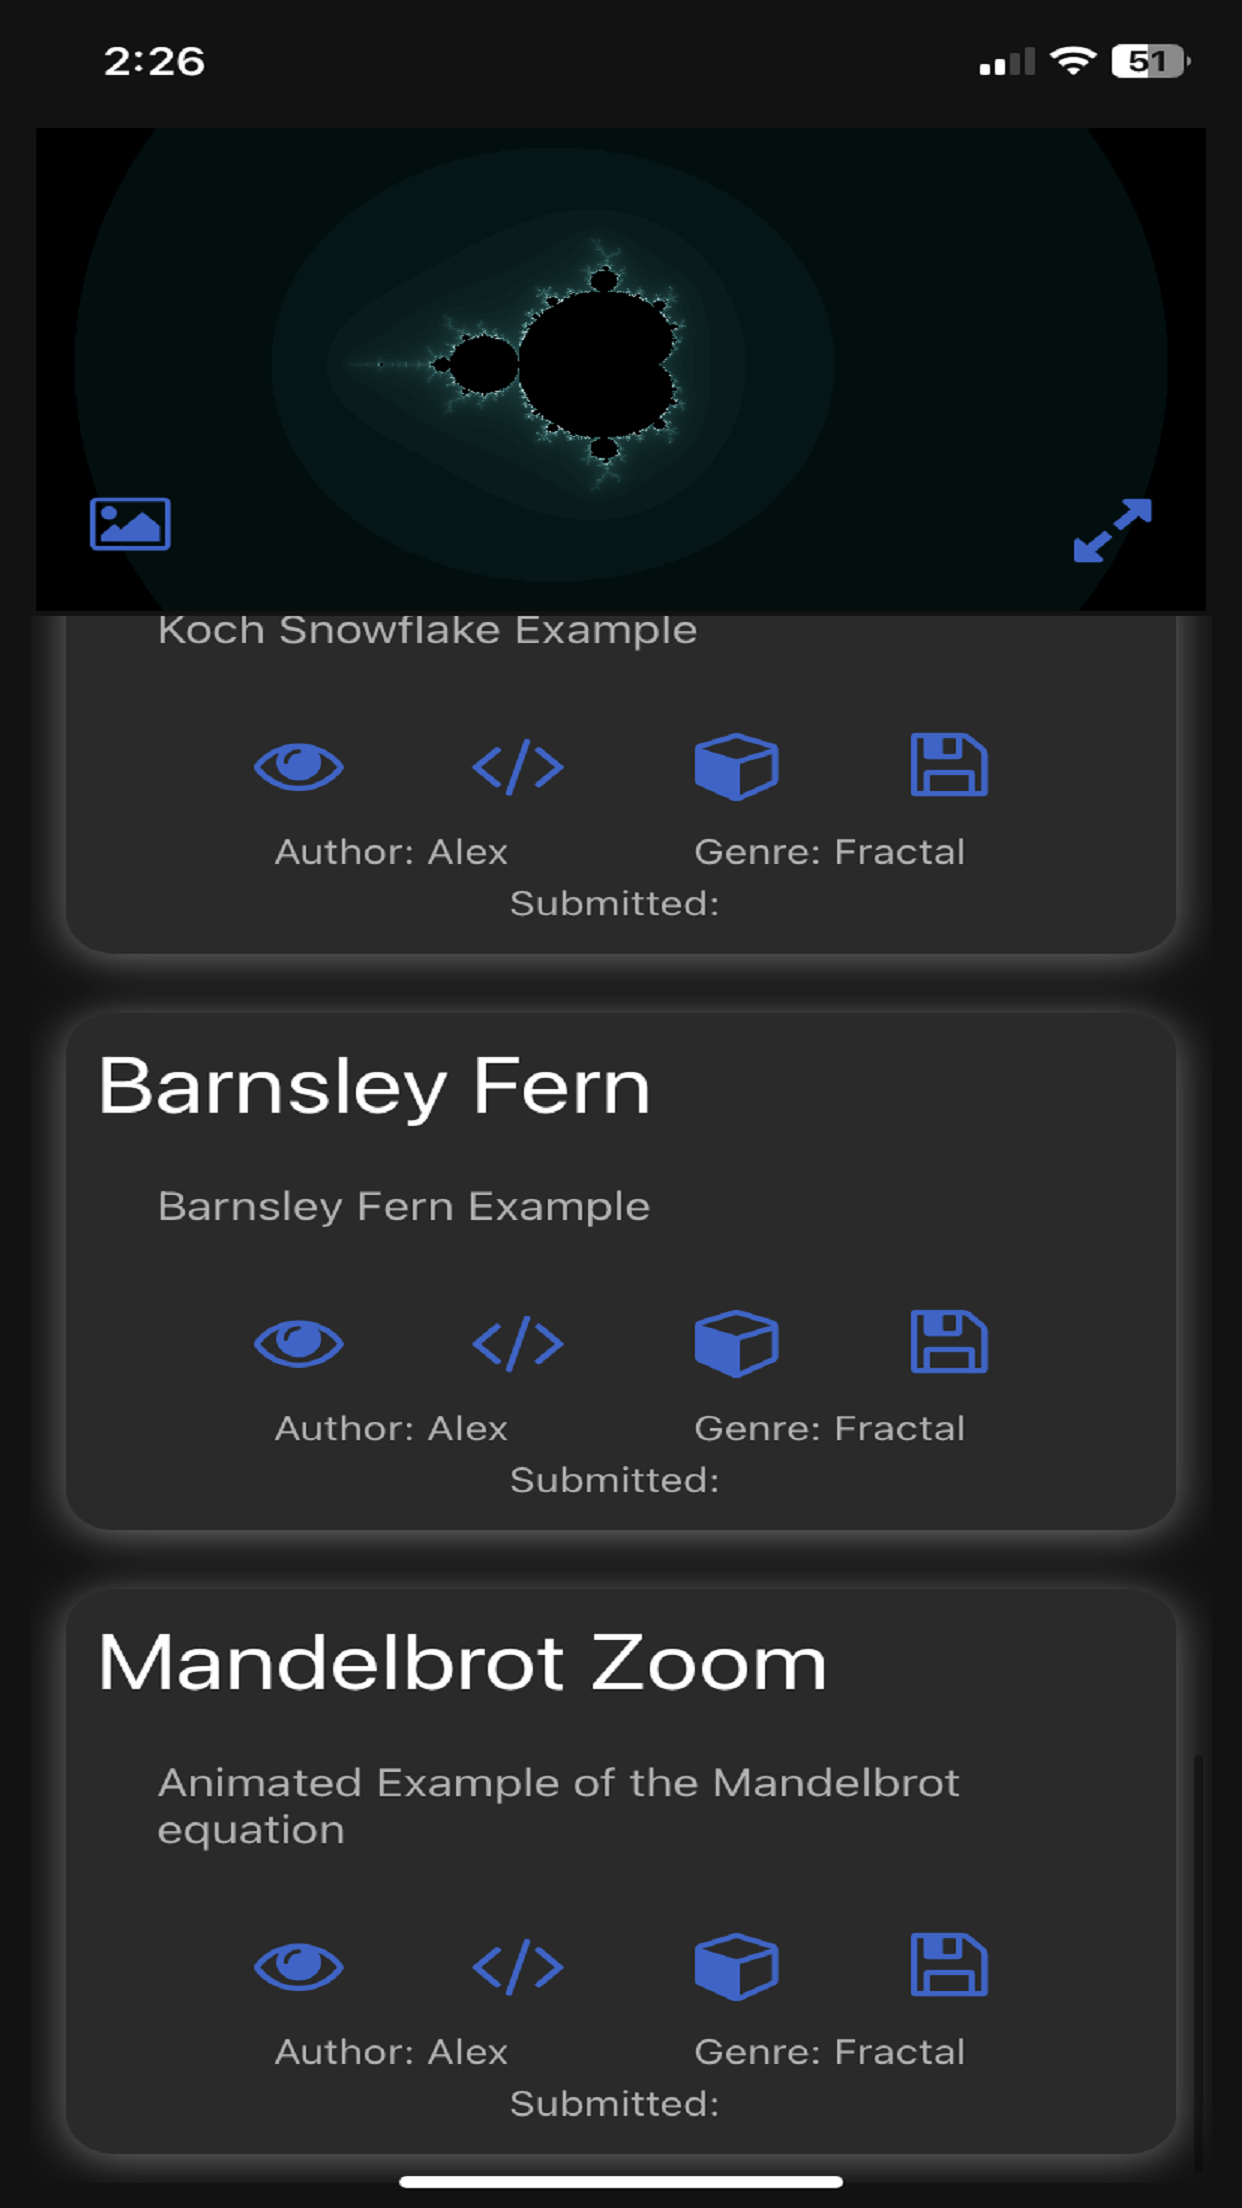 2:26
51
Koch Snowflake Example
Author: Alex
Genre: Fractal
Submitted:
Barnsley Fern
Barnsley Fern Example
Author: Alex
Genre: Fractal
Submitted:
Mandelbrot Zoom
Animated Example of the Mandelbrot
equation
Author: Alex
Genre: Fractal
Submitted: